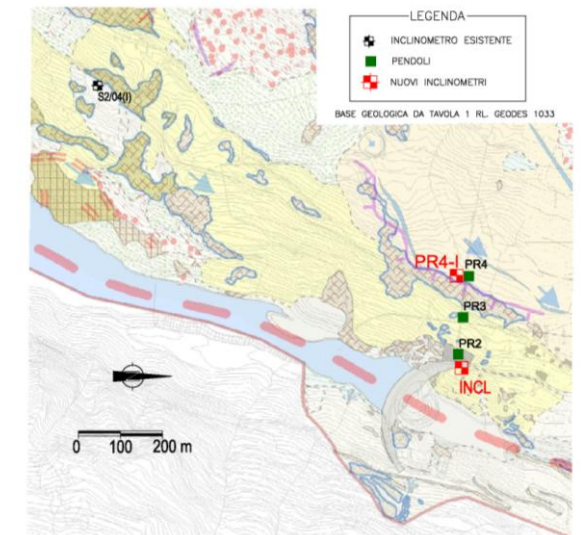 LEGENDA
INCLINOMETRO ESISTENTE
PENDOLI
NUOVI INCLINOMETRI
BASE GEOLOGICA DA TAVOLA 1 RL. GEODES 1033
S2/04(I)
PR4-I
PR4
PR3
PR2
INCL
0 100 200 m